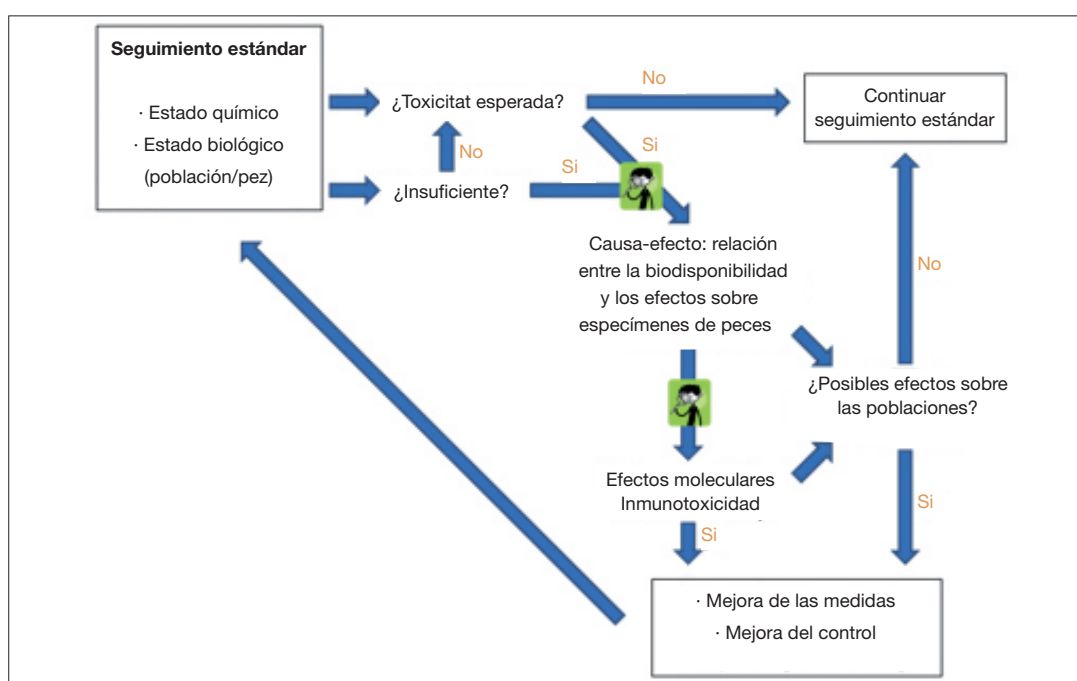 Seguimiento estándar
· Estado químico
· Estado biológico
(población/pez)
¿Toxicitat esperada?
No
Continuar
seguimiento estándar
Si
No
¿Insuficiente?
Si
Causa-efecto: relación
entre la biodisponibilidad
y los efectos sobre
especímenes de peces
No
¿Posibles efectos sobre
las poblaciones?
Efectos moleculares
Inmunotoxicidad
Si
Si
· Mejora de las medidas
· Mejora del control